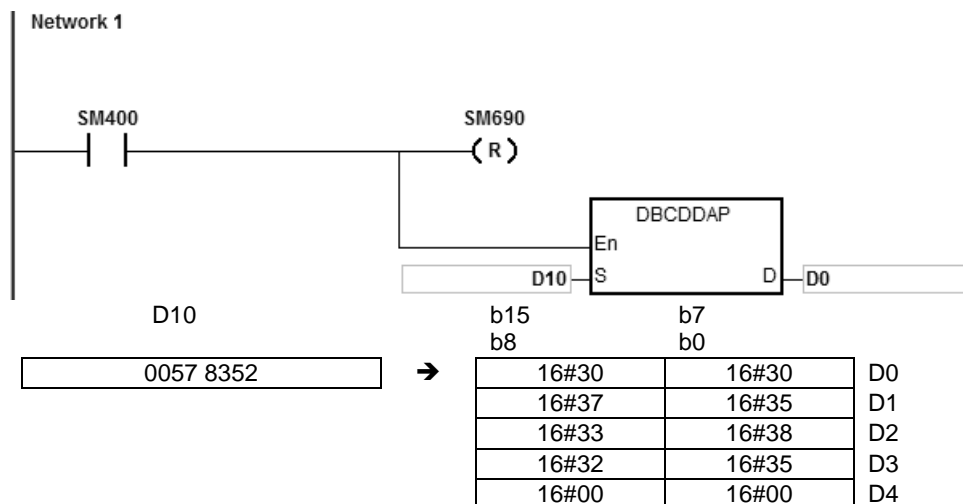 Network 1
SM400 SM690
( R )
DBCDDAP
En
D10 S D D0
D10 b15 b7
b8 b0
0057 8352 ➔ 16#30 16#30 D0
16#37 16#35 D1
16#33 16#38 D2
16#32 16#35 D3
16#00 16#00 D4